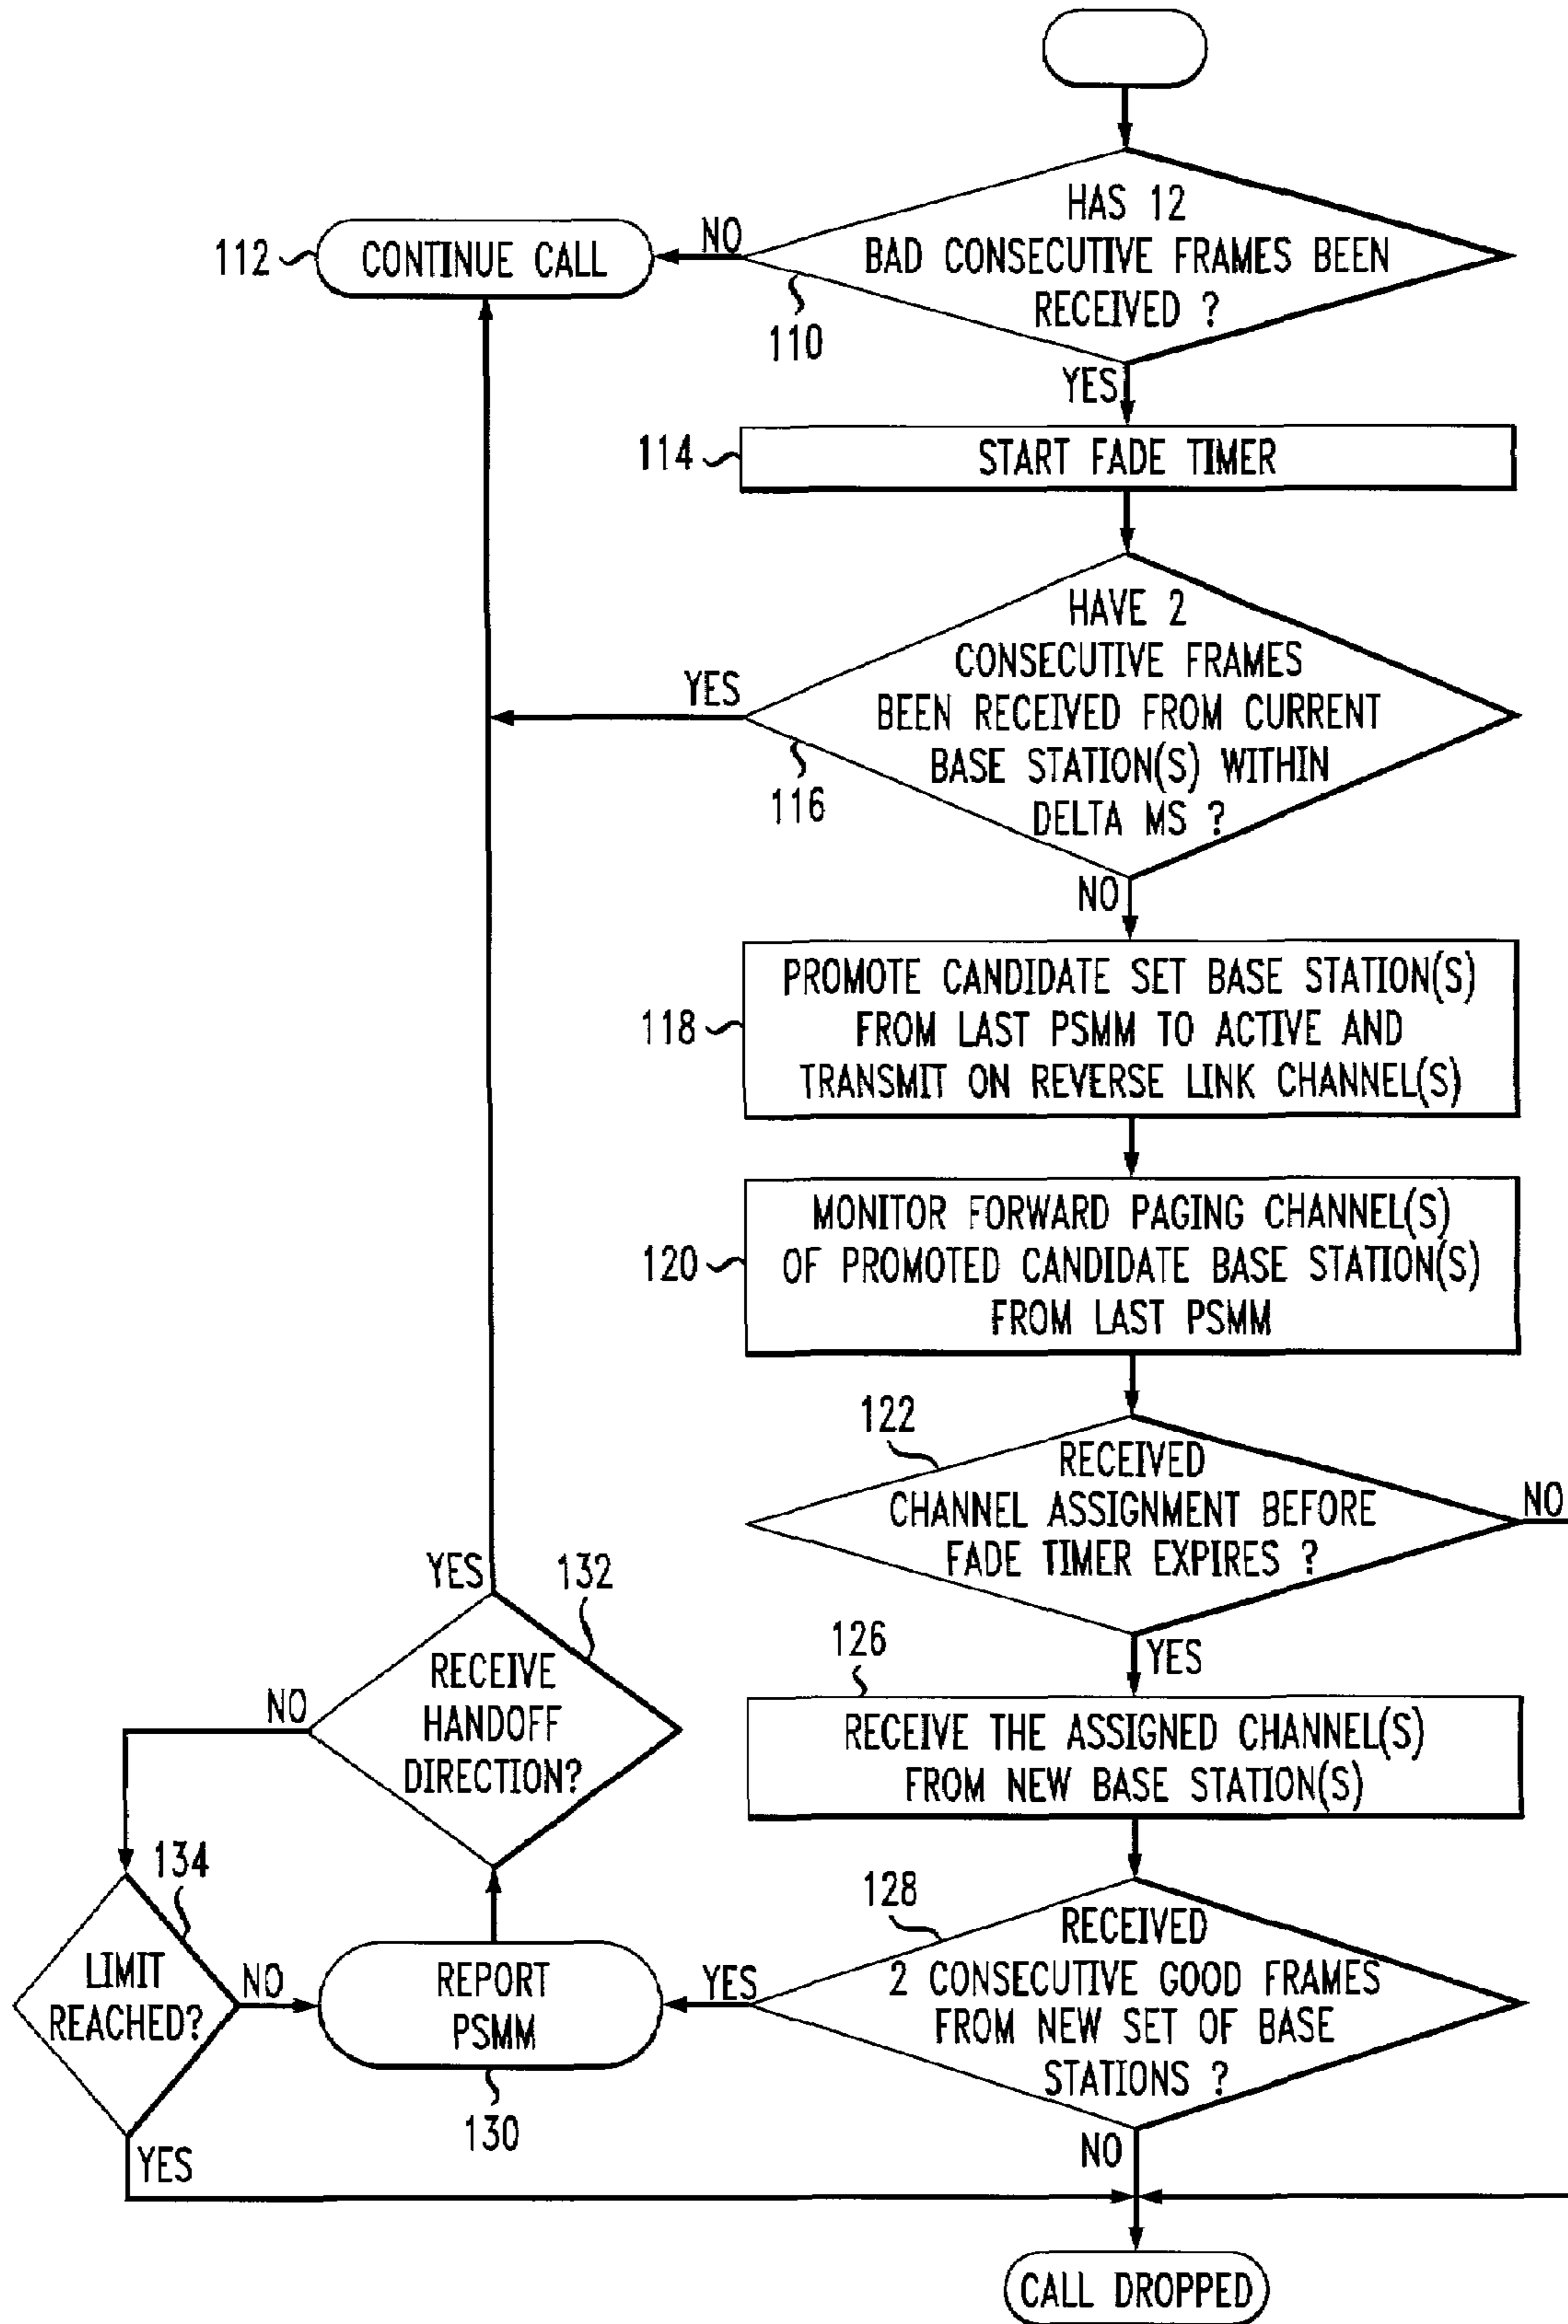 HAS 12
BAD CONSECUTIVE FRAMES BEEN
RECEIVED ?
NO
112
CONTINUE CALL
110
YES
114
START FADE TIMER
HAVE 2
CONSECUTIVE FRAMES
BEEN RECEIVED FROM CURRENT
BASE STATION(S) WITHIN
DELTA MS ?
YES
116
NO
118
PROMOTE CANDIDATE SET BASE STATION(S)
FROM LAST PSMM TO ACTIVE AND
TRANSMIT ON REVERSE LINK CHANNEL(S)
120
MONITOR FORWARD PAGING CHANNEL(S)
OF PROMOTED CANDIDATE BASE STATION(S)
FROM LAST PSMM
122
RECEIVED
CHANNEL ASSIGNMENT BEFORE
FADE TIMER EXPIRES ?
NO
YES
126
RECEIVE THE ASSIGNED CHANNEL(S)
FROM NEW BASE STATION(S)
128
RECEIVED
2 CONSECUTIVE GOOD FRAMES
FROM NEW SET OF BASE
STATIONS ?
YES
NO
REPORT
PSMM
130
YES
132
RECEIVE
HANDOFF
DIRECTION?
NO
134
LIMIT
REACHED?
NO
YES
CALL DROPPED